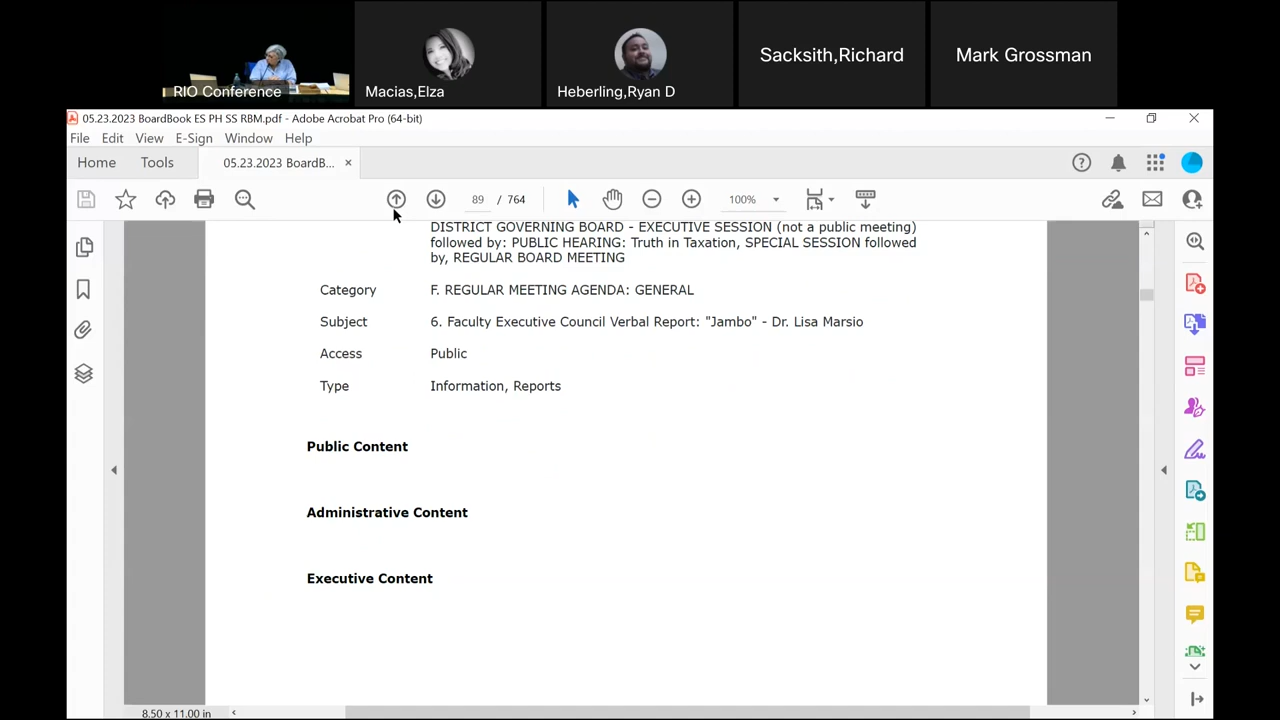 RIO Conference
Macias,Elza
Heberling,Ryan D
Sacksith,Richard
Mark Grossman
05.23.2023 BoardBook ES PH SS RBM.pdf - Adobe Acrobat Pro (64-bit)
File Edit View E-Sign Window Help
Home Tools 05.23.2023 BoardB... ×
89 / 764 100%
DISTRICT GOVERNING BOARD - EXECUTIVE SESSION (not a public meeting)
followed by: PUBLIC HEARING: Truth in Taxation, SPECIAL SESSION followed
by, REGULAR BOARD MEETING
Category F. REGULAR MEETING AGENDA: GENERAL
Subject 6. Faculty Executive Council Verbal Report: "Jambo" - Dr. Lisa Marsio
Access Public
Type Information, Reports
Public Content
Administrative Content
Executive Content
8.50 x 11.00 in